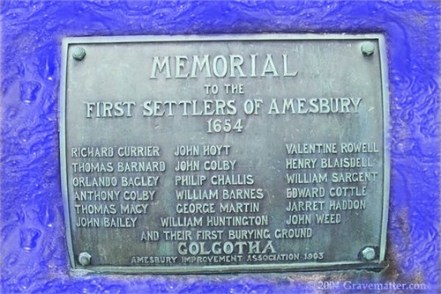 MEMORIAL
TO THE
FIRST SETTLERS OF AMESBURY
1654
RICHARD CURRIER JOHN HOYT VALENTINE ROWELL
THOMAS BARNARD JOHN COLBY HENRY BLAISDELL
ORLANDO BAGLEY PHILIP CHALLIS WILLIAM SARGENT
ANTHONY COLBY WILLIAM BARNES EDWARD COTTLE
THOMAS MACY GEORGE MARTIN JARRET HADDON
JOHN BAILEY WILLIAM HUNTINGTON JOHN WEED
AND THEIR FIRST BURYING GROUND
GOLGOTHA
AMESBURY IMPROVEMENT ASSOCIATION 1903
Gravematter.com